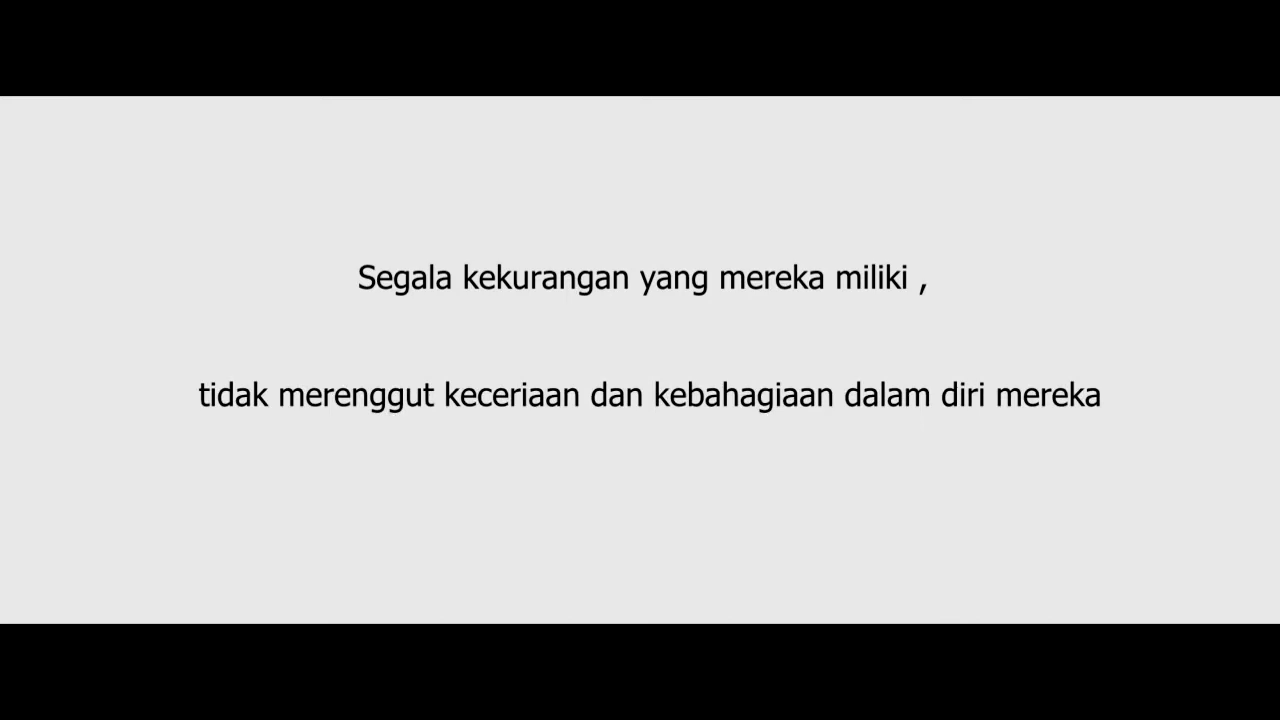 Segala kekurangan yang mereka miliki ,
tidak merenggut keceriaan dan kebahagiaan dalam diri mereka